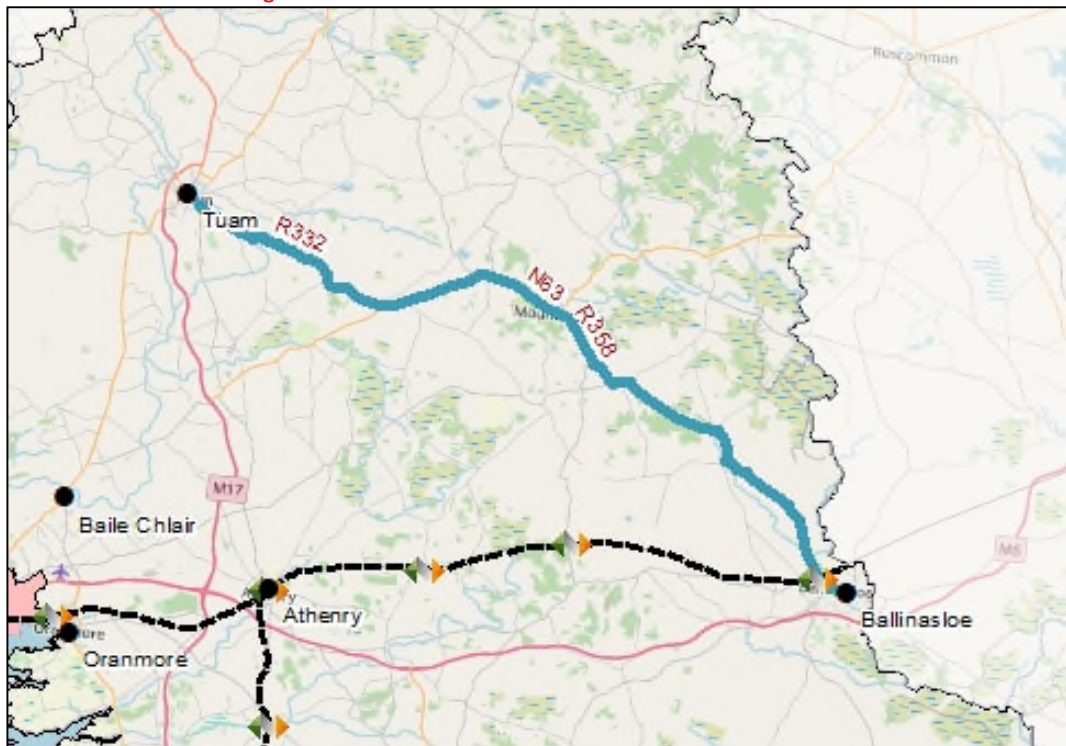 Roscommon
Tuam
R332
N63
R358
Mount
M17
Baile Chlair
M6
Athenry
Ballinasloe
Oranmore